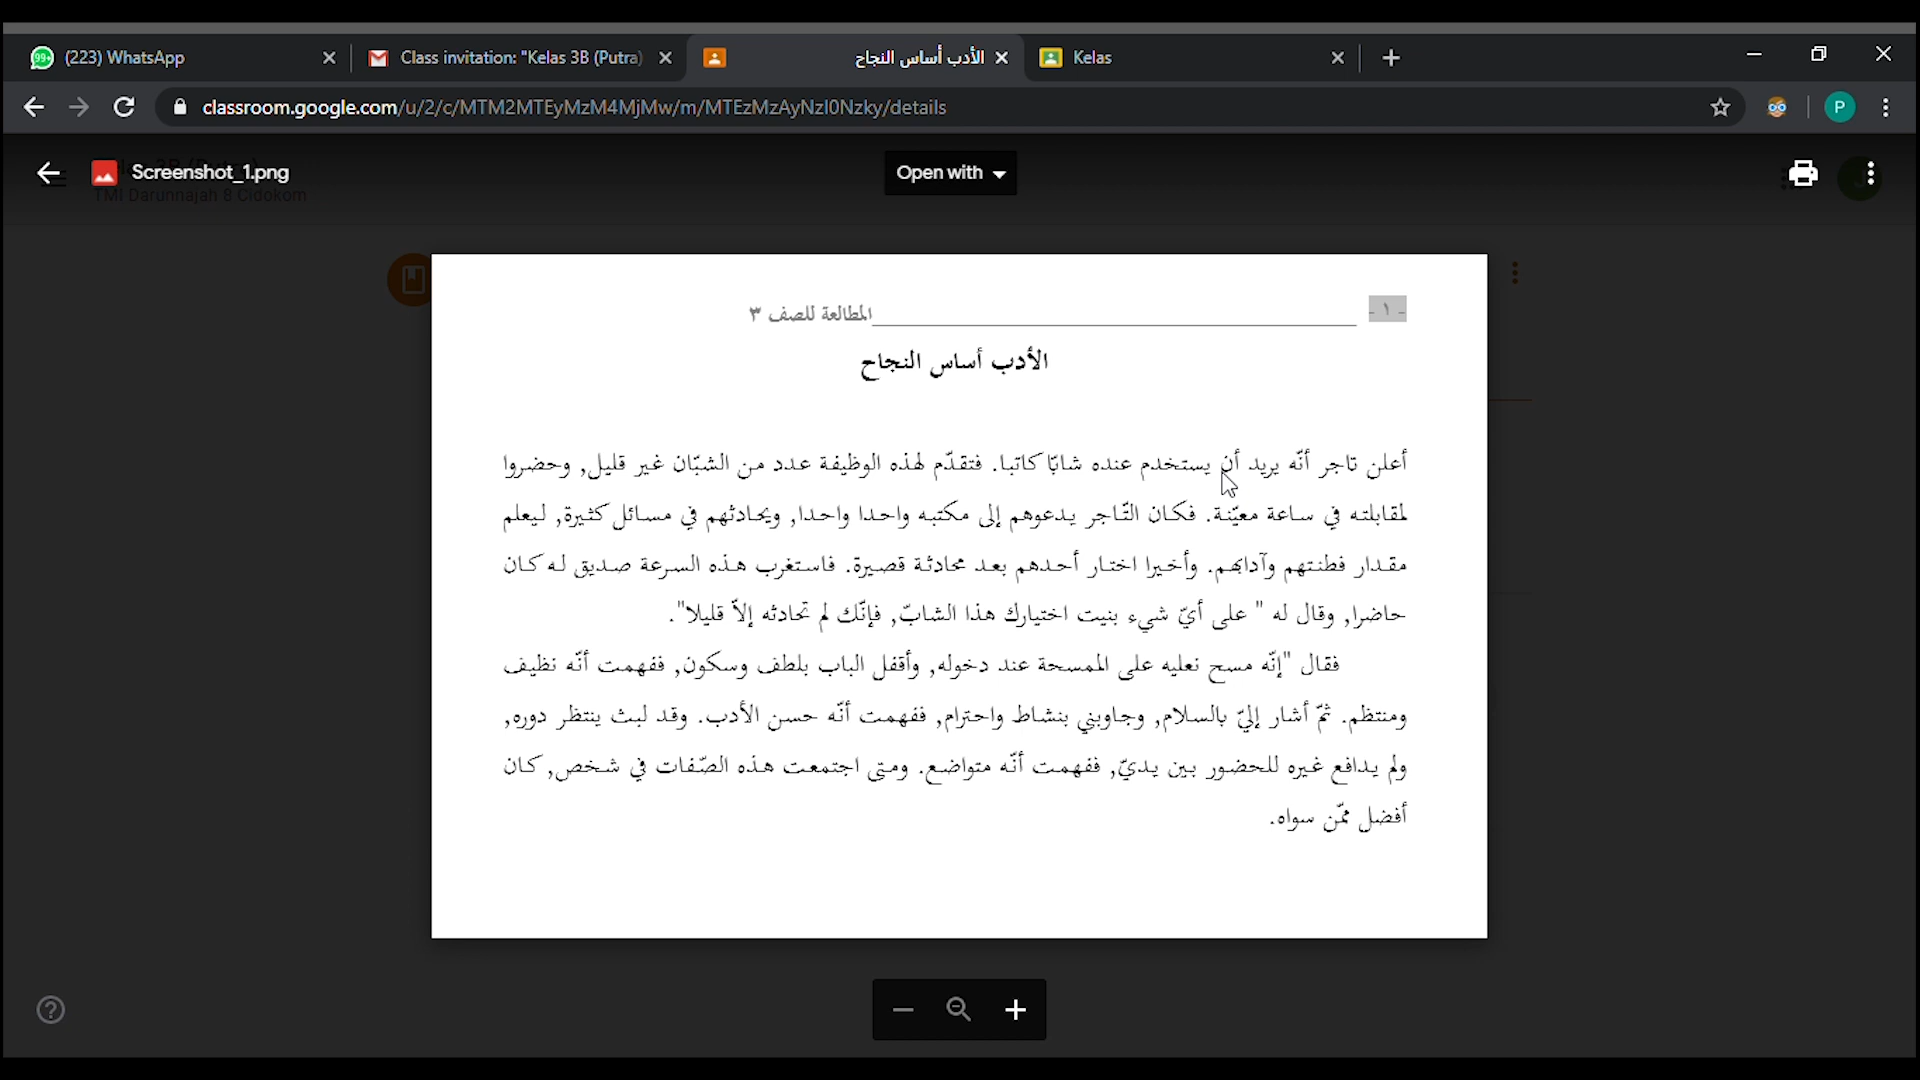 (223) WhatsApp
Class invitation: "Kelas 3B (Putra)
الأدب أساس النجاح
Kelas
classroom.google.com/u/2/c/MTM2MTEyMzM4MjMw/m/MTEzMzAyNzI0Nzky/details
P
Screenshot_1.png
Open with
TMI Darunnajah 8 Cidokom
- ١ -
المطالعة للصف ٣
الأدب أساس النجاح
أعلن تاجر أنّه يريد أن يستخدم عنده شابّا كاتبا. فتقدّم لهذه الوظيفة عدد من الشبّان غير قليل, وحضروا
لمقابلته في ساعة معيّنة. فكان التّاجر يدعوهم إلى مكتبه واحدا واحدا, ويحادثهم في مسائل كثيرة, ليعلم
مقدار فطنتهم وآدابهم. وأخيرا اختار أحدهم بعد محادثة قصيرة. فاستغرب هذه السرعة صديق له كان
حاضرا, وقال له " على أيّ شيء بنيت اختيارك هذا الشابّ, فإنّك لم تحادثه إلاّ قليلا".
فقال "إنّه مسح نعليه على الممسحة عند دخوله, وأقفل الباب بلطف وسكون, ففهمت أنّه نظيف
ومنتظم. ثمّ أشار إليّ بالسلام, وجاوبني بنشاط واحترام, ففهمت أنّه حسن الأدب. وقد لبث ينتظر دوره,
ولم يدافع غيره للحضور بين يديّ, ففهمت أنّه متواضع. ومتى اجتمعت هذه الصّفات في شخص, كان
أفضل ممّن سواه.